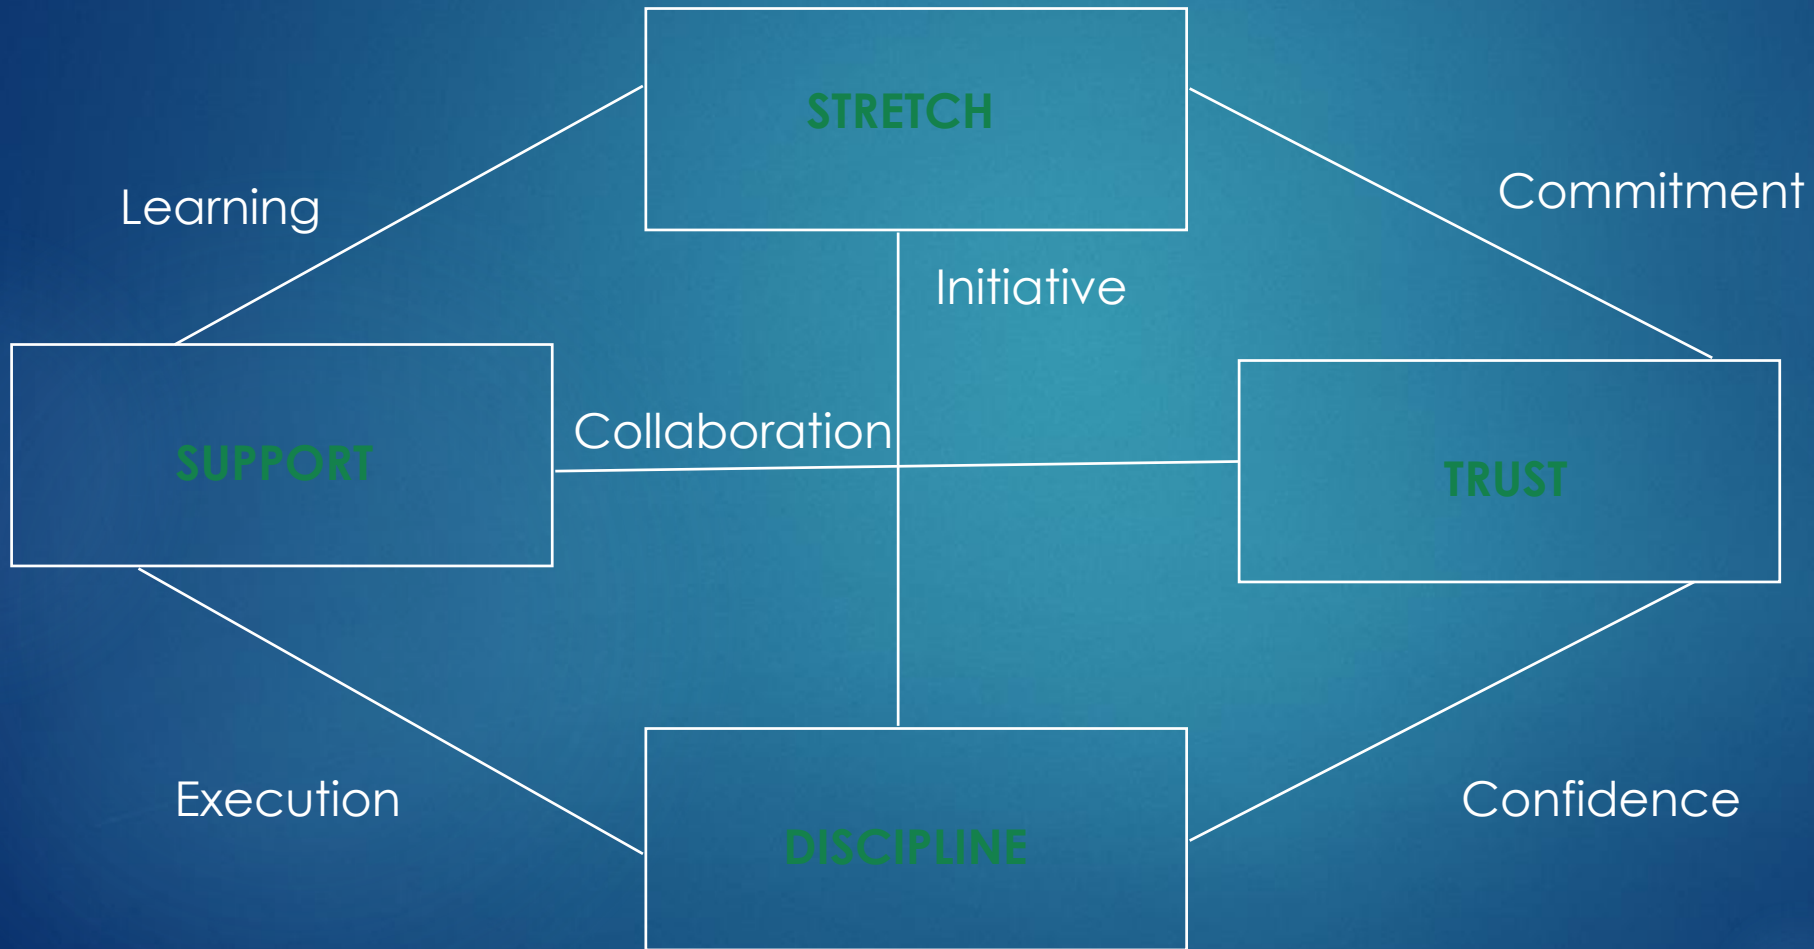 STRETCH
Learning
Commitment
Initiative
Collaboration
SUPPORT
TRUST
Execution
Confidence
DISCIPLINE